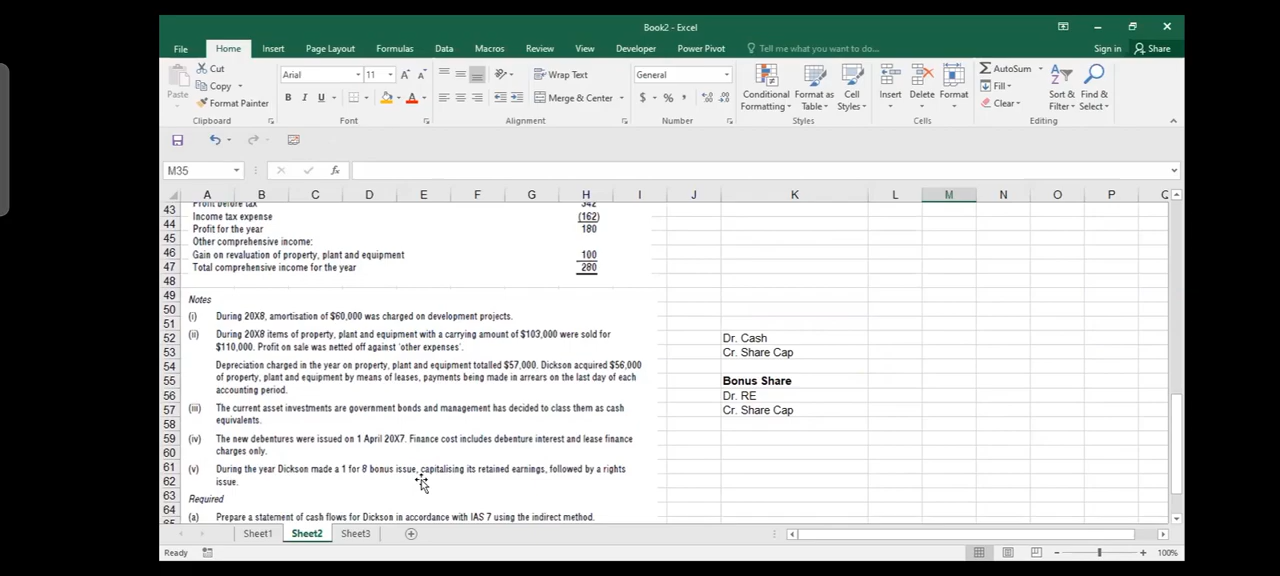 Book2 - Excel
File Home Insert Page Layout Formulas Data Macros Review View Developer Power Pivot Tell me what you want to do... Sign in Share
Paste Cut Copy Format Painter Clipboard
Arial 11 B I U Font
Wrap Text Merge & Center Alignment
General $ % , Number
Conditional Formatting Format as Table Cell Styles Styles
Insert Delete Format Cells
AutoSum Fill Clear Sort & Filter Find & Select Editing
M35 fx
A B C D E F G H I J K L M N O P Q
43 Profit before tax 342
44 Income tax expense (162)
45 Profit for the year 180
Other comprehensive income:
46 Gain on revaluation of property, plant and equipment 100
47 Total comprehensive income for the year 280
48
49 Notes
50
51 (i) During 20X8, amortisation of $60,000 was charged on development projects.
52 (ii) During 20X8 items of property, plant and equipment with a carrying amount of $103,000 were sold for Dr. Cash
53 $110,000. Profit on sale was netted off against 'other expenses'. Cr. Share Cap
54 Depreciation charged in the year on property, plant and equipment totalled $57,000. Dickson acquired $56,000
55 of property, plant and equipment by means of leases, payments being made in arrears on the last day of each Bonus Share
56 accounting period. Dr. RE
57 (iii) The current asset investments are government bonds and management has decided to class them as cash Cr. Share Cap
58 equivalents.
59 (iv) The new debentures were issued on 1 April 20X7. Finance cost includes debenture interest and lease finance
60 charges only.
61 (v) During the year Dickson made a 1 for 8 bonus issue, capitalising its retained earnings, followed by a rights
62 issue.
63 Required
64
65 (a) Prepare a statement of cash flows for Dickson in accordance with IAS 7 using the indirect method.
Sheet1 Sheet2 Sheet3
Ready 100%